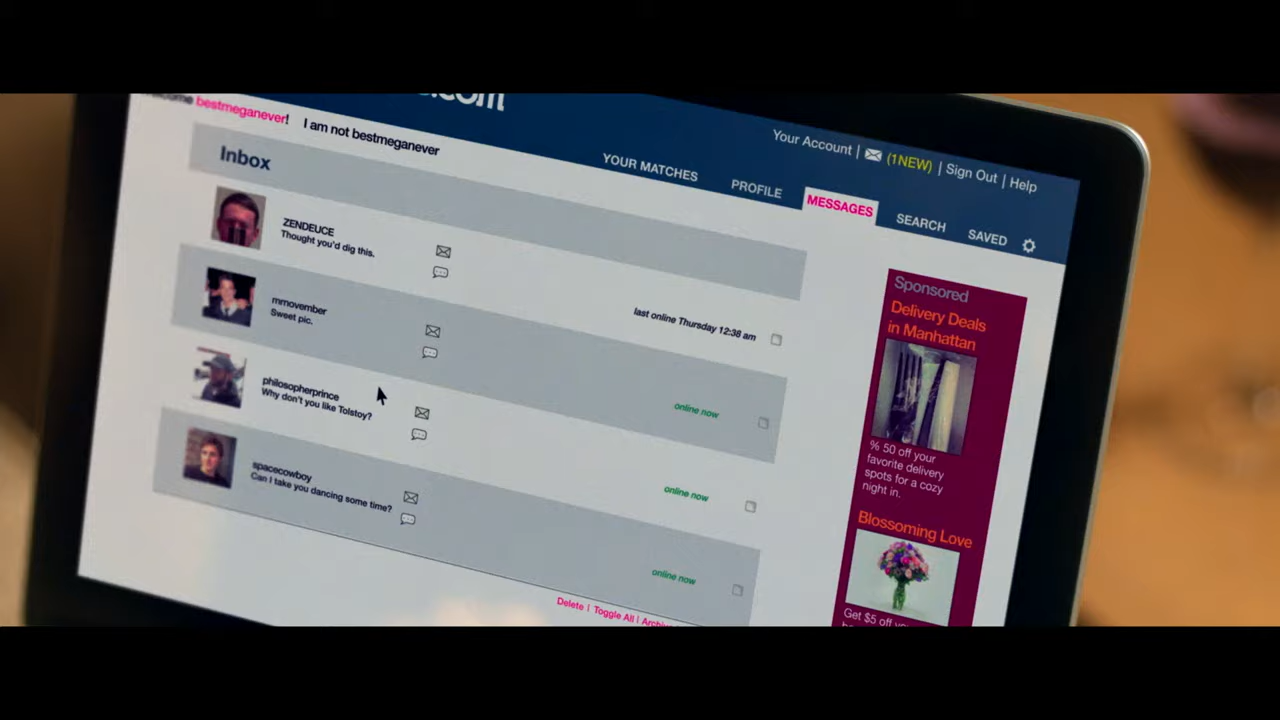 .com
bestmeganever! I am not bestmeganever
Your Account | (1NEW) | Sign Out | Help
YOUR MATCHES PROFILE MESSAGES SEARCH SAVED
Inbox
ZENDEUCE
Thought you'd dig this.
last online Thursday 12:38 am
mrnovember
Sweet pic.
online now
philosopherprince
Why don't you like Tolstoy?
online now
spacecowboy
Can I take you dancing some time?
online now
Delete | Toggle All | Archive
Sponsored
Delivery Deals
in Manhattan
% 50 off your
favorite delivery
spots for a cozy
night in.
Blossoming Love
Get $5 off